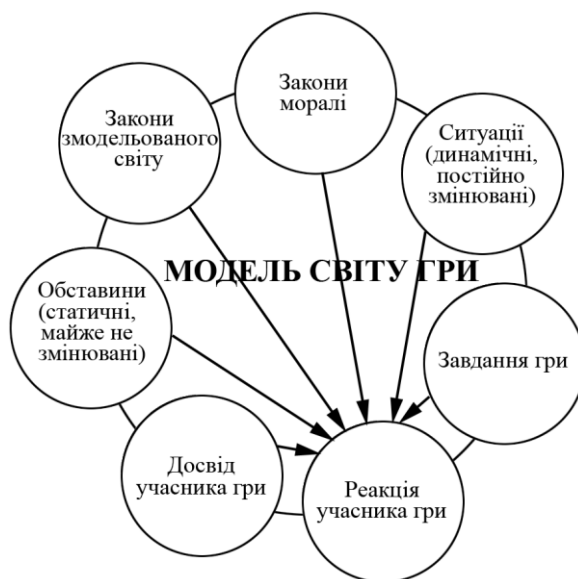 Закони
моралі
Закони
змодельованого
світу
Ситуації
(динамічні,
постійно
змінювані)
МОДЕЛЬ СВІТУ ГРИ
Обставини
(статичні,
майже не
змінювані)
Завдання гри
Досвід
учасника гри
Реакція
учасника гри